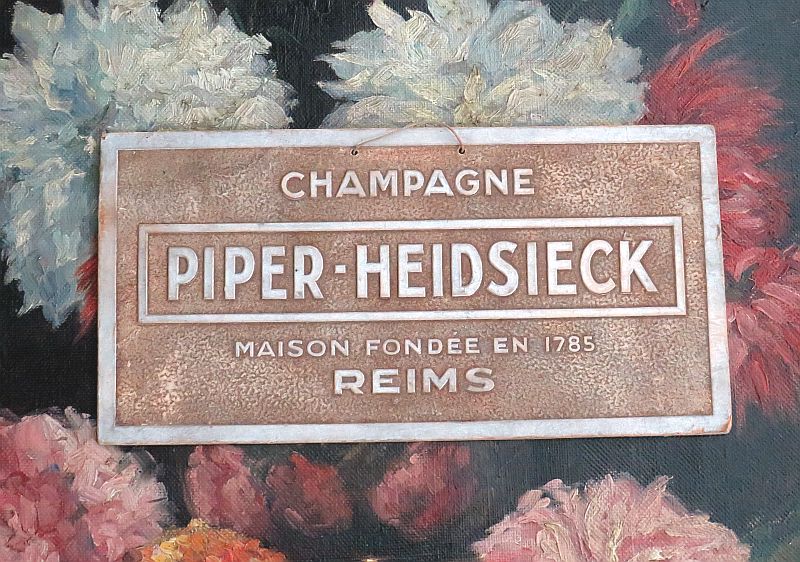 CHAMPAGNE
PIPER-HEIDSIECK
MAISON FONDÉE EN 1785
REIMS